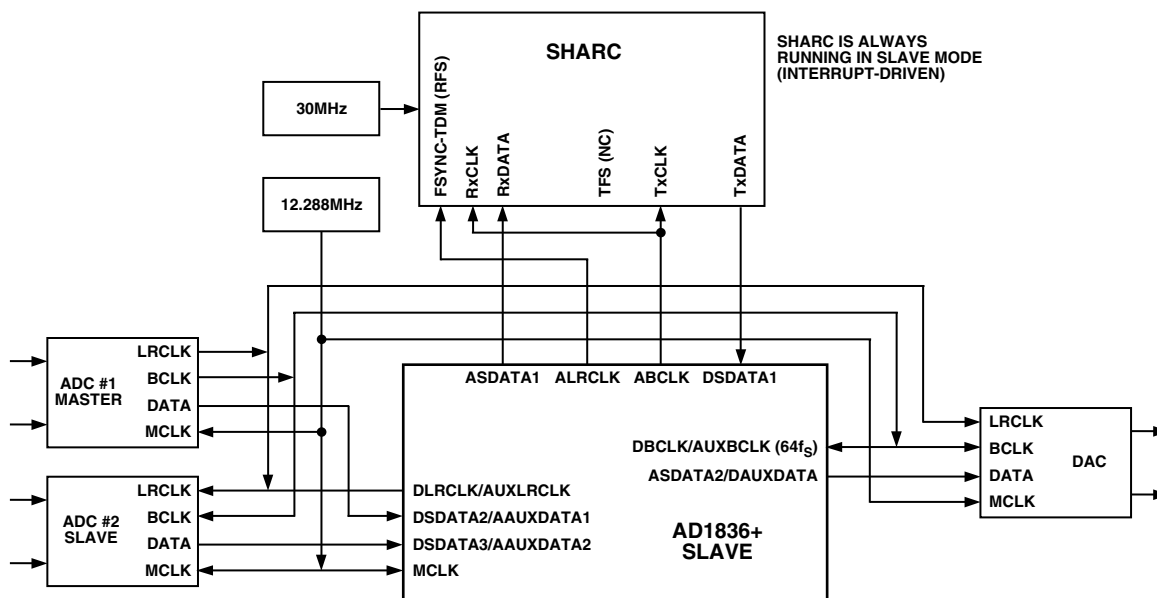 SHARC
SHARC IS ALWAYS
RUNNING IN SLAVE MODE
(INTERRUPT-DRIVEN)
30MHz
12.288MHz
FSYNC-TDM (RFS)
RxCLK
RxDATA
TFS (NC)
TxCLK
TxDATA
ADC #1
MASTER
LRCLK
BCLK
DATA
MCLK
ADC #2
SLAVE
LRCLK
BCLK
DATA
MCLK
ASDATA1 ALRCLK ABCLK DSDATA1
DBCLK/AUXBCLK (64fS)
ASDATA2/DAUXDATA
DLRCLK/AUXLRCLK
DSDATA2/AAUXDATA1
DSDATA3/AAUXDATA2
MCLK
AD1836+
SLAVE
LRCLK
BCLK
DATA
MCLK
DAC